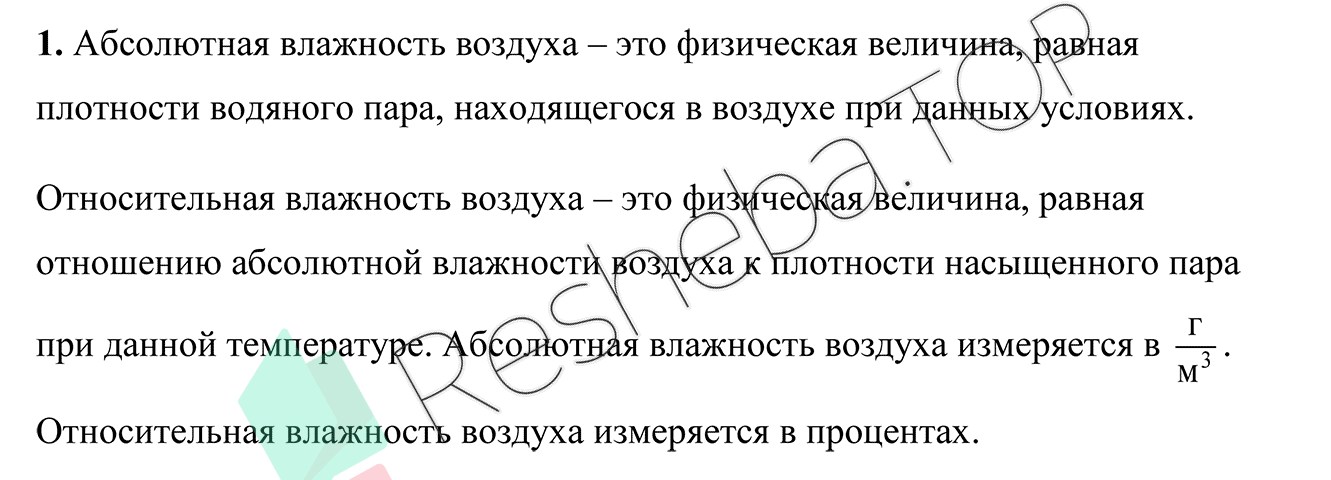 1. Абсолютная влажность воздуха – это физическая величина, равная
плотности водяного пара, находящегося в воздухе при данных условиях.
Относительная влажность воздуха – это физическая величина, равная
отношению абсолютной влажности воздуха к плотности насыщенного пара
при данной температуре. Абсолютная влажность воздуха измеряется в г/м³.
Относительная влажность воздуха измеряется в процентах.
Resheba.TOP